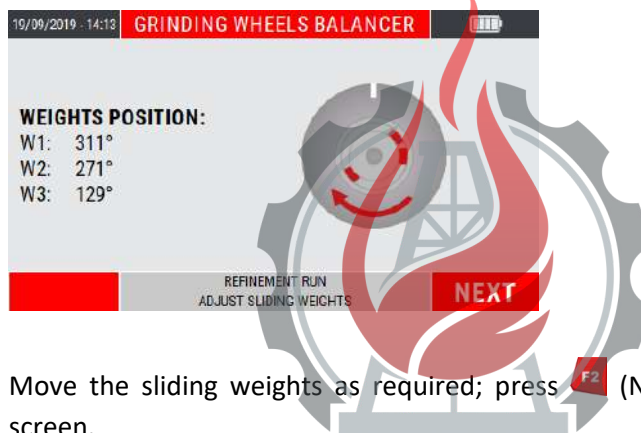 19/09/2019 - 14:13 GRINDING WHEELS BALANCER
WEIGHTS POSITION:
W1: 311°
W2: 271°
W3: 129°
REFINEMENT RUN
ADJUST SLIDING WEIGHTS
NEXT
Move the sliding weights as required; press F2 (N
screen.